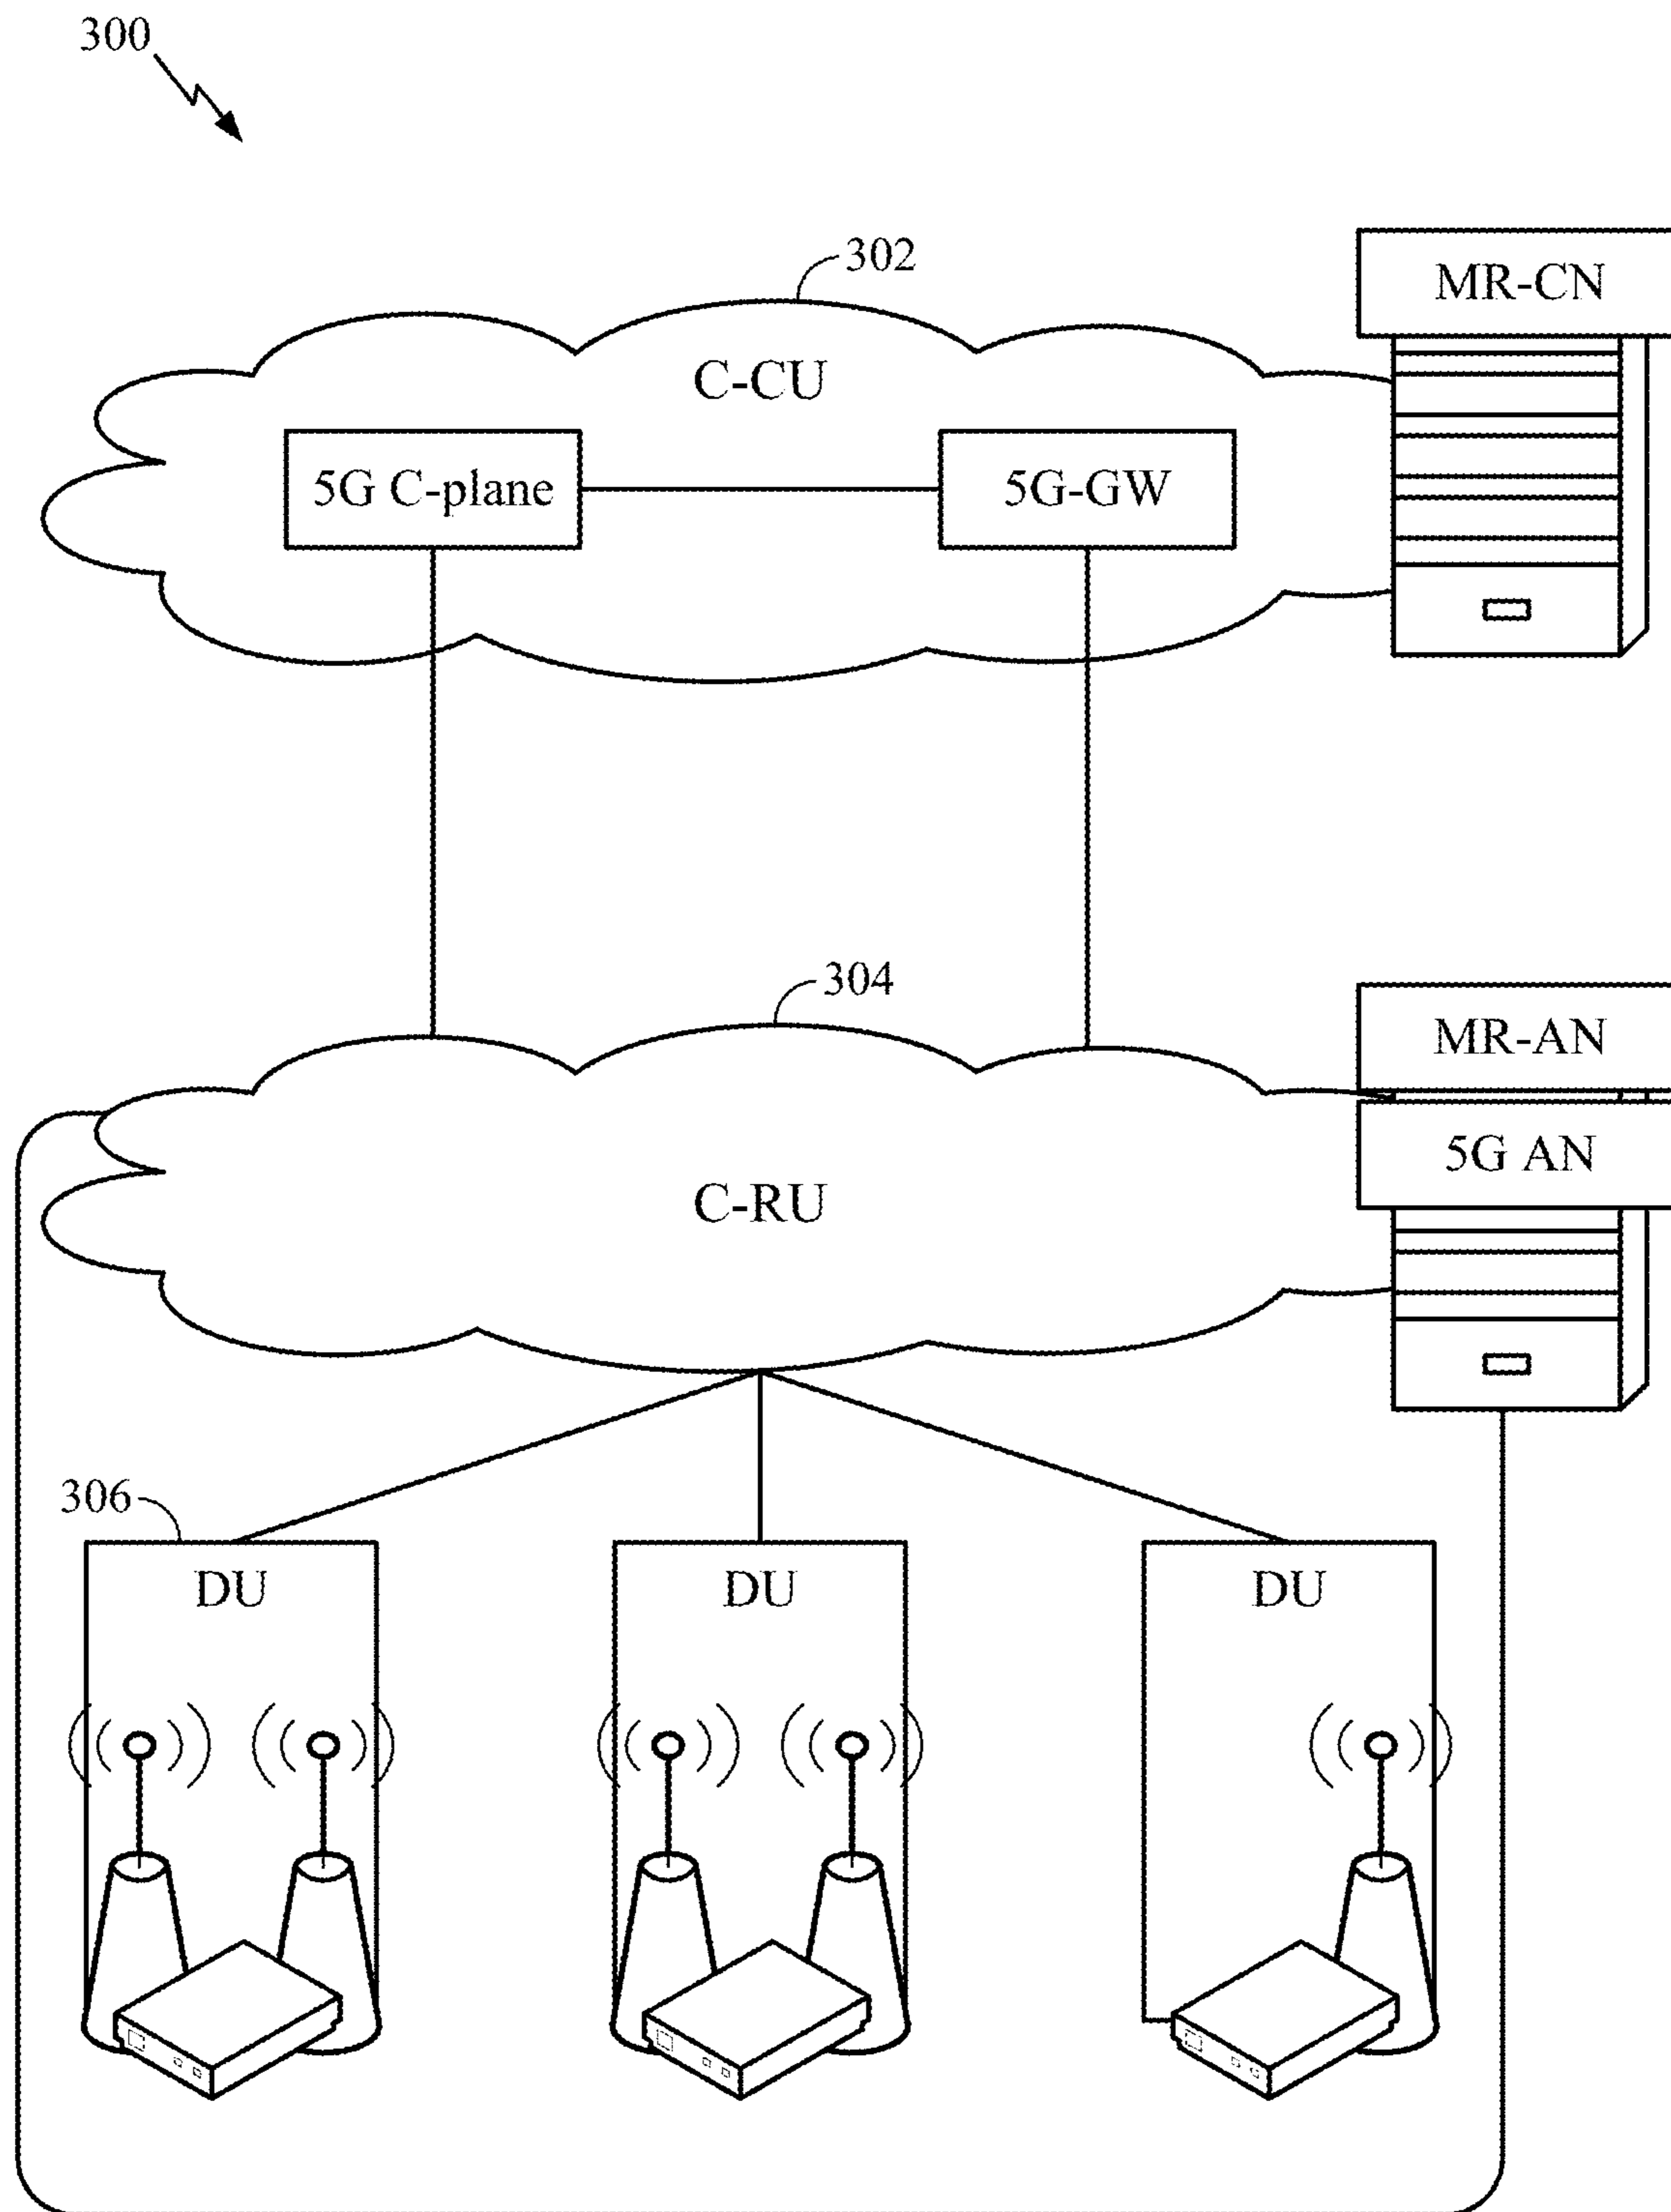 300
302
MR-CN
C-CU
5G C-plane
5G-GW
304
MR-AN
5G AN
C-RU
306
DU
DU
DU